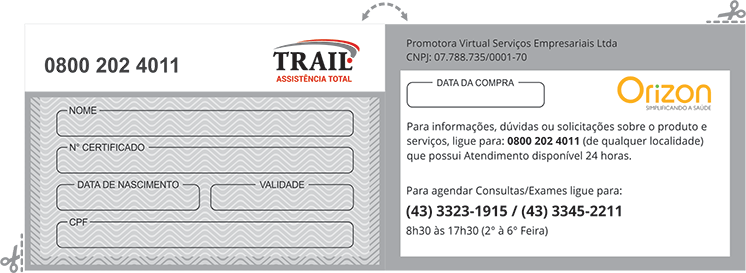 0800 202 4011
TRAIL
ASSISTÊNCIA TOTAL
NOME
N° CERTIFICADO
DATA DE NASCIMENTO
VALIDADE
CPF
Promotora Virtual Serviços Empresariais Ltda
CNPJ: 07.788.735/0001-70
DATA DA COMPRA
Orizon
SIMPLIFICANDO A SAÚDE
Para informações, dúvidas ou solicitações sobre o produto e
serviços, ligue para: 0800 202 4011 (de qualquer localidade)
que possui Atendimento disponível 24 horas.
Para agendar Consultas/Exames ligue para:
(43) 3323-1915 / (43) 3345-2211
8h30 às 17h30 (2° à 6° Feira)